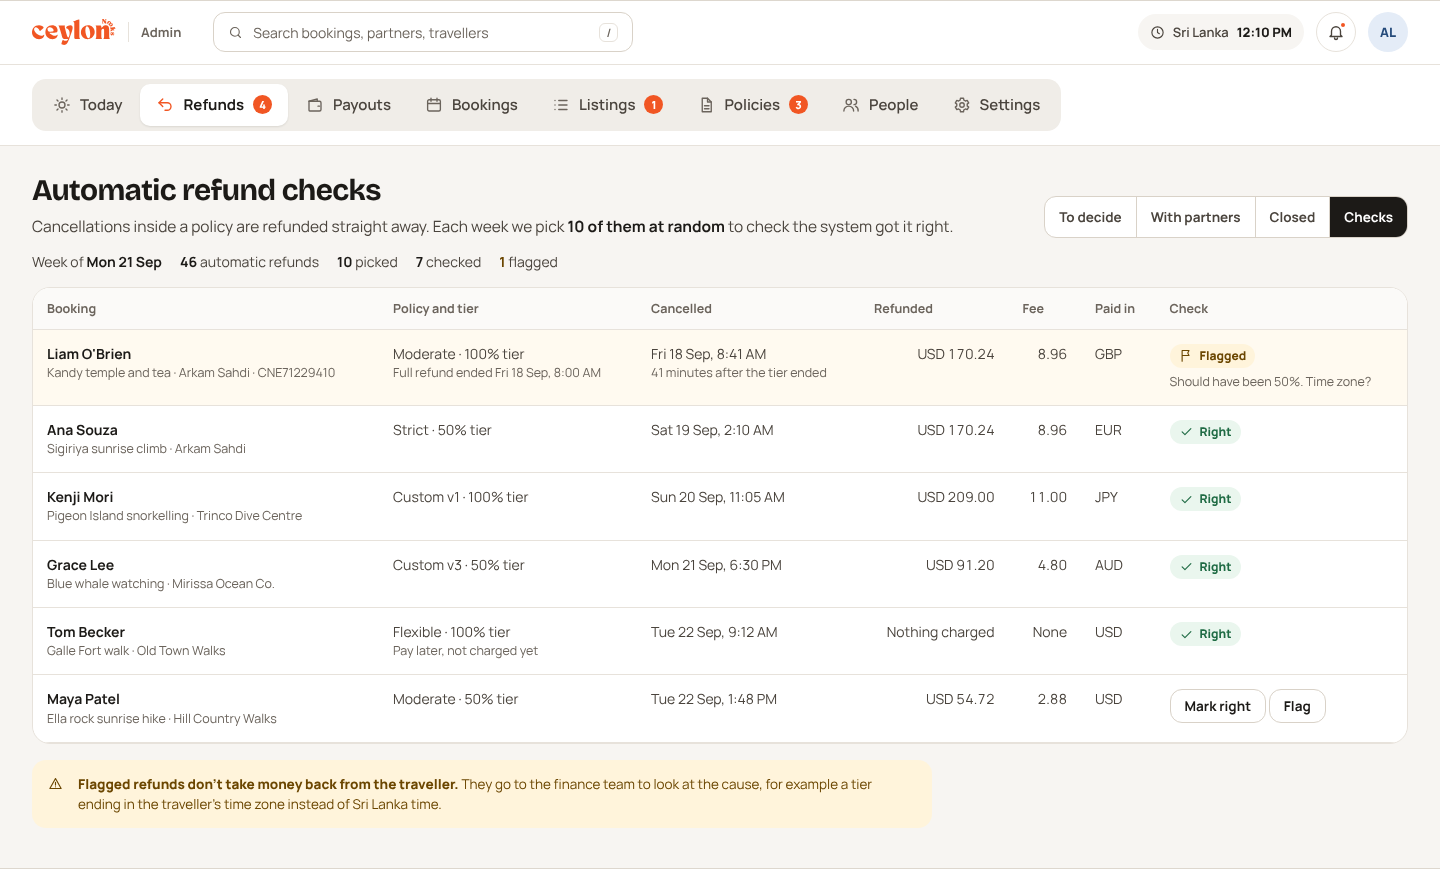 ceylon Admin Search bookings, partners, travellers / Sri Lanka 12:10 PM AL
Today Refunds 4 Payouts Bookings Listings 1 Policies 3 People Settings
Automatic refund checks
Cancellations inside a policy are refunded straight away. Each week we pick 10 of them at random to check the system got it right.
To decide With partners Closed Checks
Week of Mon 21 Sep 46 automatic refunds 10 picked 7 checked 1 flagged
Booking Policy and tier Cancelled Refunded Fee Paid in Check
Liam O'Brien Moderate · 100% tier Fri 18 Sep, 8:41 AM USD 170.24 8.96 GBP Flagged
Kandy temple and tea · Arkam Sahdi · CNE71229410 Full refund ended Fri 18 Sep, 8:00 AM 41 minutes after the tier ended Should have been 50%. Time zone?
Ana Souza Strict · 50% tier Sat 19 Sep, 2:10 AM USD 170.24 8.96 EUR Right
Sigiriya sunrise climb · Arkam Sahdi
Kenji Mori Custom v1 · 100% tier Sun 20 Sep, 11:05 AM USD 209.00 11.00 JPY Right
Pigeon Island snorkelling · Trinco Dive Centre
Grace Lee Custom v3 · 50% tier Mon 21 Sep, 6:30 PM USD 91.20 4.80 AUD Right
Blue whale watching · Mirissa Ocean Co.
Tom Becker Flexible · 100% tier Tue 22 Sep, 9:12 AM Nothing charged None USD Right
Galle Fort walk · Old Town Walks Pay later, not charged yet
Maya Patel Moderate · 50% tier Tue 22 Sep, 1:48 PM USD 54.72 2.88 USD Mark right Flag
Ella rock sunrise hike · Hill Country Walks
Flagged refunds don't take money back from the traveller. They go to the finance team to look at the cause, for example a tier
ending in the traveller's time zone instead of Sri Lanka time.